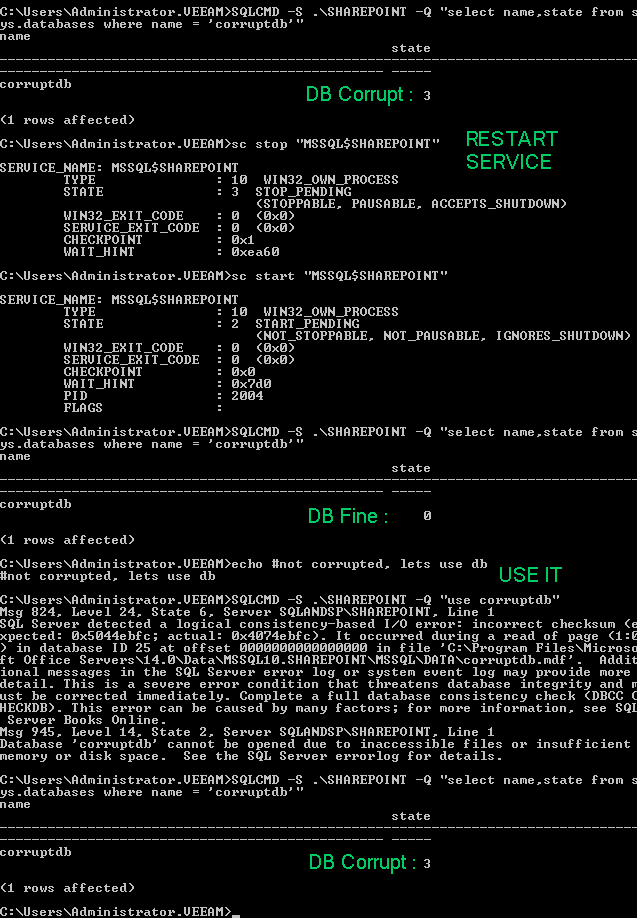 C:\Users\Administrator.VEEAM>SQLCMD -S .\SHAREPOINT -Q "select name,state from s
ys.databases where name = 'corruptdb'"
name
state
-------------------------------------------------------------------------------
------------------------------------------------ ------
corruptdb
DB Corrupt : 3
(1 rows affected)
C:\Users\Administrator.VEEAM>sc stop "MSSQL$SHAREPOINT"
RESTART
SERVICE
SERVICE_NAME: MSSQL$SHAREPOINT
TYPE : 10 WIN32_OWN_PROCESS
STATE : 3 STOP_PENDING
(STOPPABLE, PAUSABLE, ACCEPTS_SHUTDOWN)
WIN32_EXIT_CODE : 0 (0x0)
SERVICE_EXIT_CODE : 0 (0x0)
CHECKPOINT : 0x1
WAIT_HINT : 0xea60
C:\Users\Administrator.VEEAM>sc start "MSSQL$SHAREPOINT"
SERVICE_NAME: MSSQL$SHAREPOINT
TYPE : 10 WIN32_OWN_PROCESS
STATE : 2 START_PENDING
(NOT_STOPPABLE, NOT_PAUSABLE, IGNORES_SHUTDOWN)
WIN32_EXIT_CODE : 0 (0x0)
SERVICE_EXIT_CODE : 0 (0x0)
CHECKPOINT : 0x0
WAIT_HINT : 0x7d0
PID : 2004
FLAGS :
C:\Users\Administrator.VEEAM>SQLCMD -S .\SHAREPOINT -Q "select name,state from s
ys.databases where name = 'corruptdb'"
name
state
-------------------------------------------------------------------------------
------------------------------------------------ ------
corruptdb
DB Fine : 0
(1 rows affected)
C:\Users\Administrator.VEEAM>echo #not corrupted, lets use db
#not corrupted, lets use db
USE IT
C:\Users\Administrator.VEEAM>SQLCMD -S .\SHAREPOINT -Q "use corruptdb"
Msg 824, Level 24, State 6, Server SQLANDSP\SHAREPOINT, Line 1
SQL Server detected a logical consistency-based I/O error: incorrect checksum (e
xpected: 0x5044ebfc; actual: 0x4074ebfc). It occurred during a read of page (1:0
) in database ID 25 at offset 0000000000000000 in file 'C:\Program Files\Microso
ft Office Servers\14.0\Data\MSSQL10.SHAREPOINT\MSSQL\DATA\corruptdb.mdf'.  Addit
ional messages in the SQL Server error log or system event log may provide more
detail. This is a severe error condition that threatens database integrity and m
ust be corrected immediately. Complete a full database consistency check (DBCC C
HECKDB). This error can be caused by many factors; for more information, see SQL
Server Books Online.
Msg 945, Level 14, State 2, Server SQLANDSP\SHAREPOINT, Line 1
Database 'corruptdb' cannot be opened due to inaccessible files or insufficient
memory or disk space.  See the SQL Server errorlog for details.
C:\Users\Administrator.VEEAM>SQLCMD -S .\SHAREPOINT -Q "select name,state from s
ys.databases where name = 'corruptdb'"
name
state
-------------------------------------------------------------------------------
------------------------------------------------ ------
corruptdb
DB Corrupt : 3
(1 rows affected)
C:\Users\Administrator.VEEAM>_